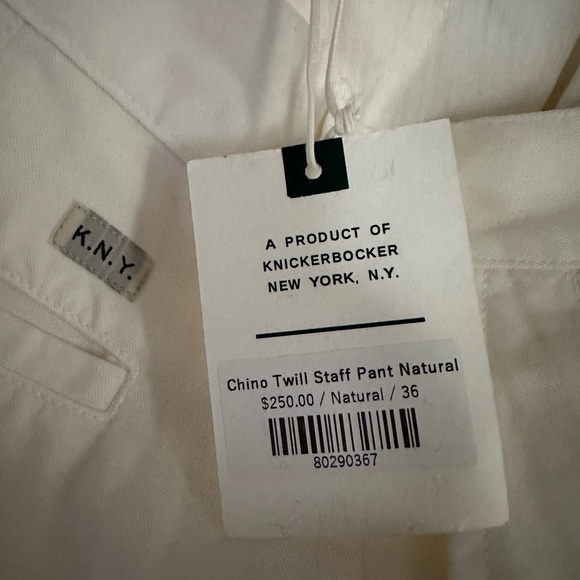 K.N.Y.
A PRODUCT OF
KNICKERBOCKER
NEW YORK, N.Y.
Chino Twill Staff Pant Natural
$250.00 / Natural / 36
80290367